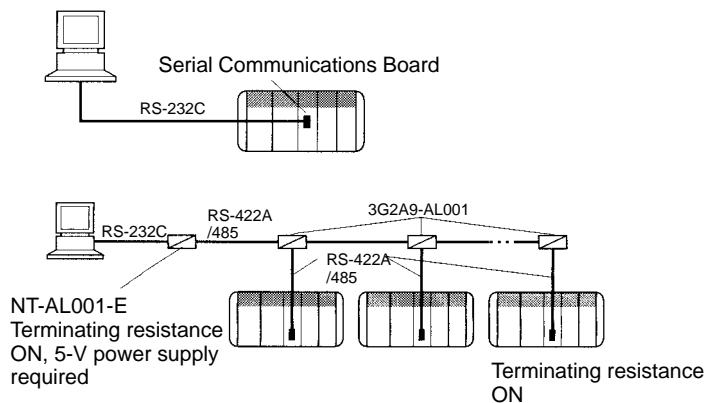 Serial Communications Board
RS-232C
3G2A9-AL001
RS-232C
RS-422A
/485
RS-422A
/485
NT-AL001-E
Terminating resistance
ON, 5-V power supply
required
Terminating resistance
ON